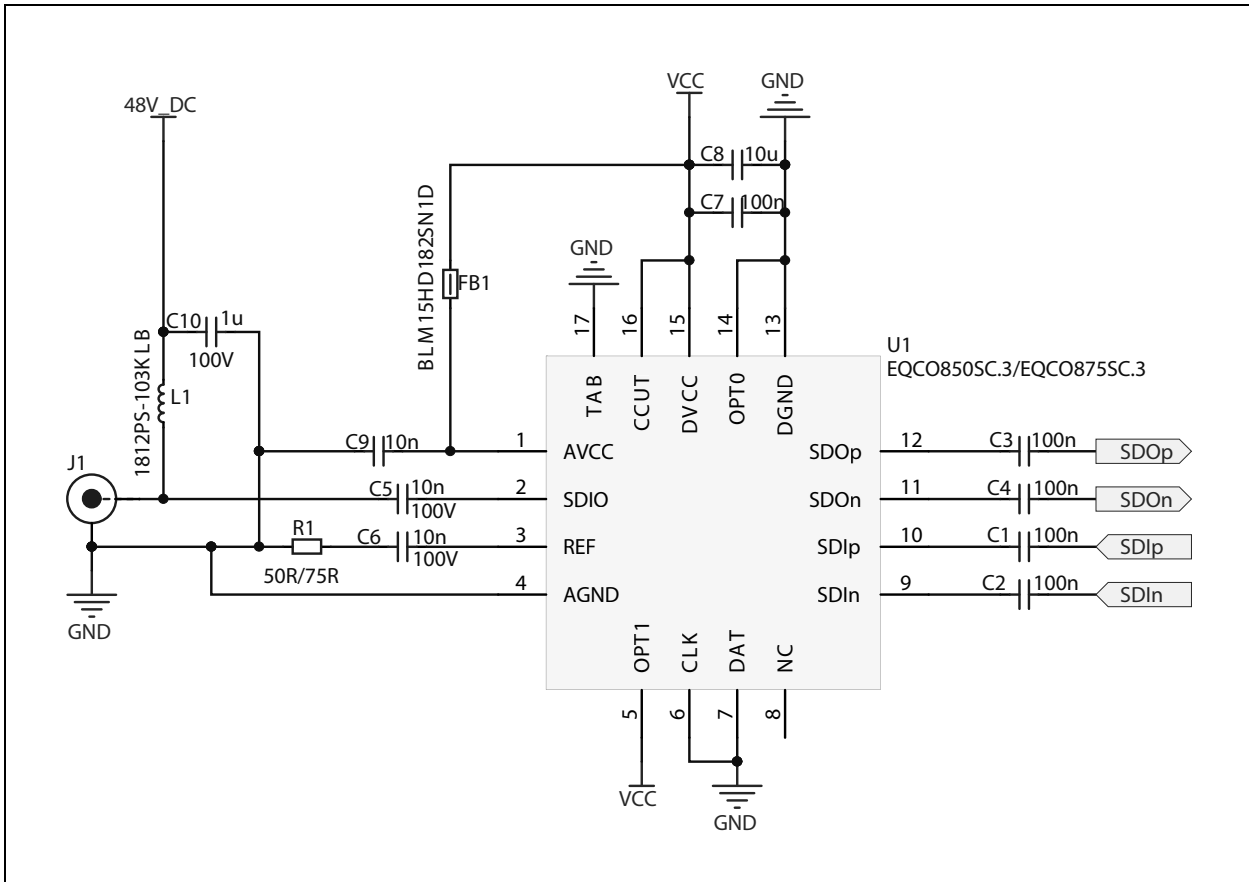 VCC
GND
48V_DC
C8 10u
C7 100n
BLM15HD182SN1D
FB1
GND
C10 1u
100V
1812PS-103KLB
L1
17
16
15
14
13
U1
EQCO850SC.3/EQCO875SC.3
TAB
CCUT
DVCC
OPT0
DGND
J1
C9 10n
1
AVCC
SDOp
12
C3 100n
SDOp
C5 10n
100V
2
SDIO
SDOn
11
C4 100n
SDOn
R1
50R/75R
C6 10n
100V
3
REF
SDIp
10
C1 100n
SDIp
4
AGND
SDIn
9
C2 100n
SDIn
GND
OPT1
CLK
DAT
NC
5
6
7
8
VCC
GND